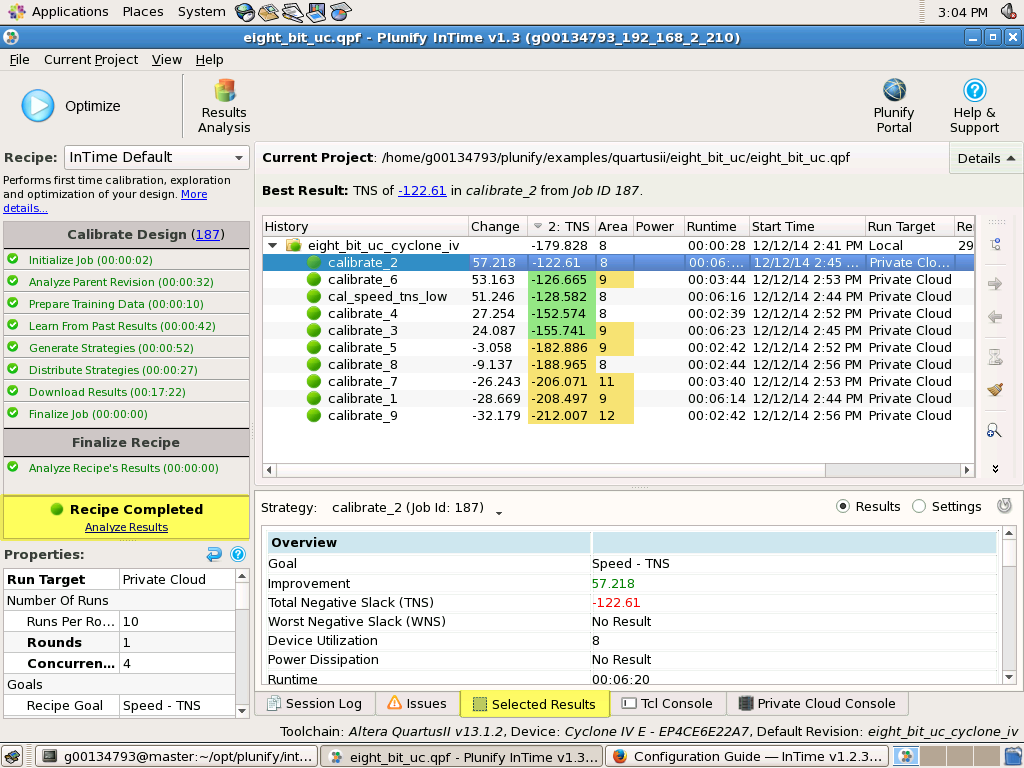 Applications Places System 3:04 PM
eight_bit_uc.qpf - Plunify InTime v1.3 (g00134793_192_168_2_210)
File Current Project View Help
Optimize
Results Analysis
Plunify Portal
Help & Support
Recipe: InTime Default
Performs first time calibration, exploration
and optimization of your design. More
details...
Calibrate Design (187)
Initialize Job (00:00:02)
Analyze Parent Revision (00:00:32)
Prepare Training Data (00:00:10)
Learn From Past Results (00:00:42)
Generate Strategies (00:00:52)
Distribute Strategies (00:00:27)
Download Results (00:17:22)
Finalize Job (00:00:00)
Finalize Recipe
Analyze Recipe's Results (00:00:00)
Recipe Completed
Analyze Results
Properties:
Run Target Private Cloud
Number Of Runs
Runs Per Ro... 10
Rounds 1
Concurren... 4
Goals
Recipe Goal Speed - TNS
Current Project: /home/g00134793/plunify/examples/quartusii/eight_bit_uc/eight_bit_uc.qpf
Details
Best Result: TNS of -122.61 in calibrate_2 from Job ID 187.
History Change 2: TNS Area Power Runtime Start Time Run Target Re
eight_bit_uc_cyclone_iv -179.828 8 00:00:28 12/12/14 2:41 PM Local 29
calibrate_2 57.218 -122.61 8 00:06:... 12/12/14 2:45 ... Private Clo...
calibrate_6 53.163 -126.665 9 00:03:44 12/12/14 2:53 PM Private Cloud
cal_speed_tns_low 51.246 -128.582 8 00:06:16 12/12/14 2:44 PM Private Cloud
calibrate_4 27.254 -152.574 8 00:02:39 12/12/14 2:52 PM Private Cloud
calibrate_3 24.087 -155.741 9 00:06:23 12/12/14 2:45 PM Private Cloud
calibrate_5 -3.058 -182.886 9 00:02:42 12/12/14 2:52 PM Private Cloud
calibrate_8 -9.137 -188.965 8 00:02:44 12/12/14 2:56 PM Private Cloud
calibrate_7 -26.243 -206.071 11 00:03:40 12/12/14 2:53 PM Private Cloud
calibrate_1 -28.669 -208.497 9 00:06:14 12/12/14 2:44 PM Private Cloud
calibrate_9 -32.179 -212.007 12 00:02:42 12/12/14 2:56 PM Private Cloud
Strategy: calibrate_2 (Job Id: 187) Results Settings
Overview
Goal Speed - TNS
Improvement 57.218
Total Negative Slack (TNS) -122.61
Worst Negative Slack (WNS) No Result
Device Utilization 8
Power Dissipation No Result
Runtime 00:06:20
Session Log Issues Selected Results Tcl Console Private Cloud Console
Toolchain: Altera QuartusII v13.1.2, Device: Cyclone IV E - EP4CE6E22A7, Default Revision: eight_bit_uc_cyclone_iv
g00134793@master:~/opt/plunify/int... eight_bit_uc.qpf - Plunify InTime v1.3... Configuration Guide — InTime v1.2.3...